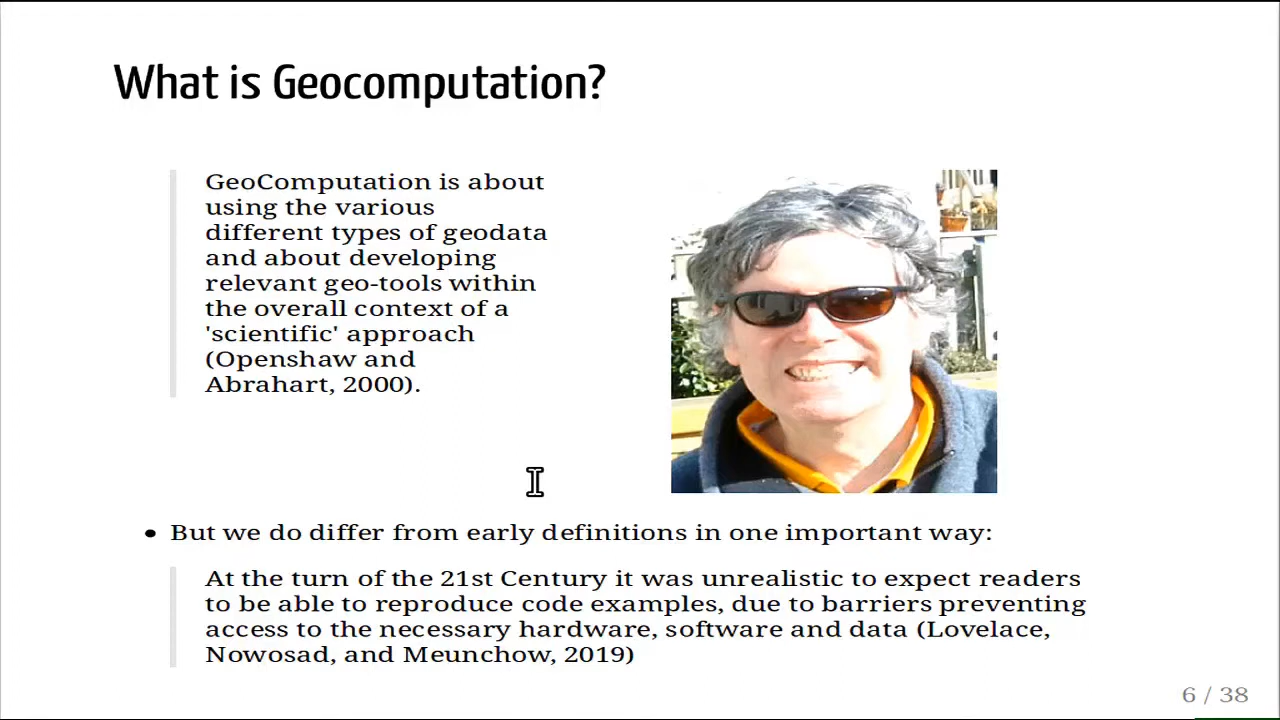 What is Geocomputation?
GeoComputation is about
using the various
different types of geodata
and about developing
relevant geo-tools within
the overall context of a
'scientific' approach
(Openshaw and
Abrahart, 2000).
• But we do differ from early definitions in one important way:
At the turn of the 21st Century it was unrealistic to expect readers
to be able to reproduce code examples, due to barriers preventing
access to the necessary hardware, software and data (Lovelace,
Nowosad, and Meunchow, 2019)
6 / 38